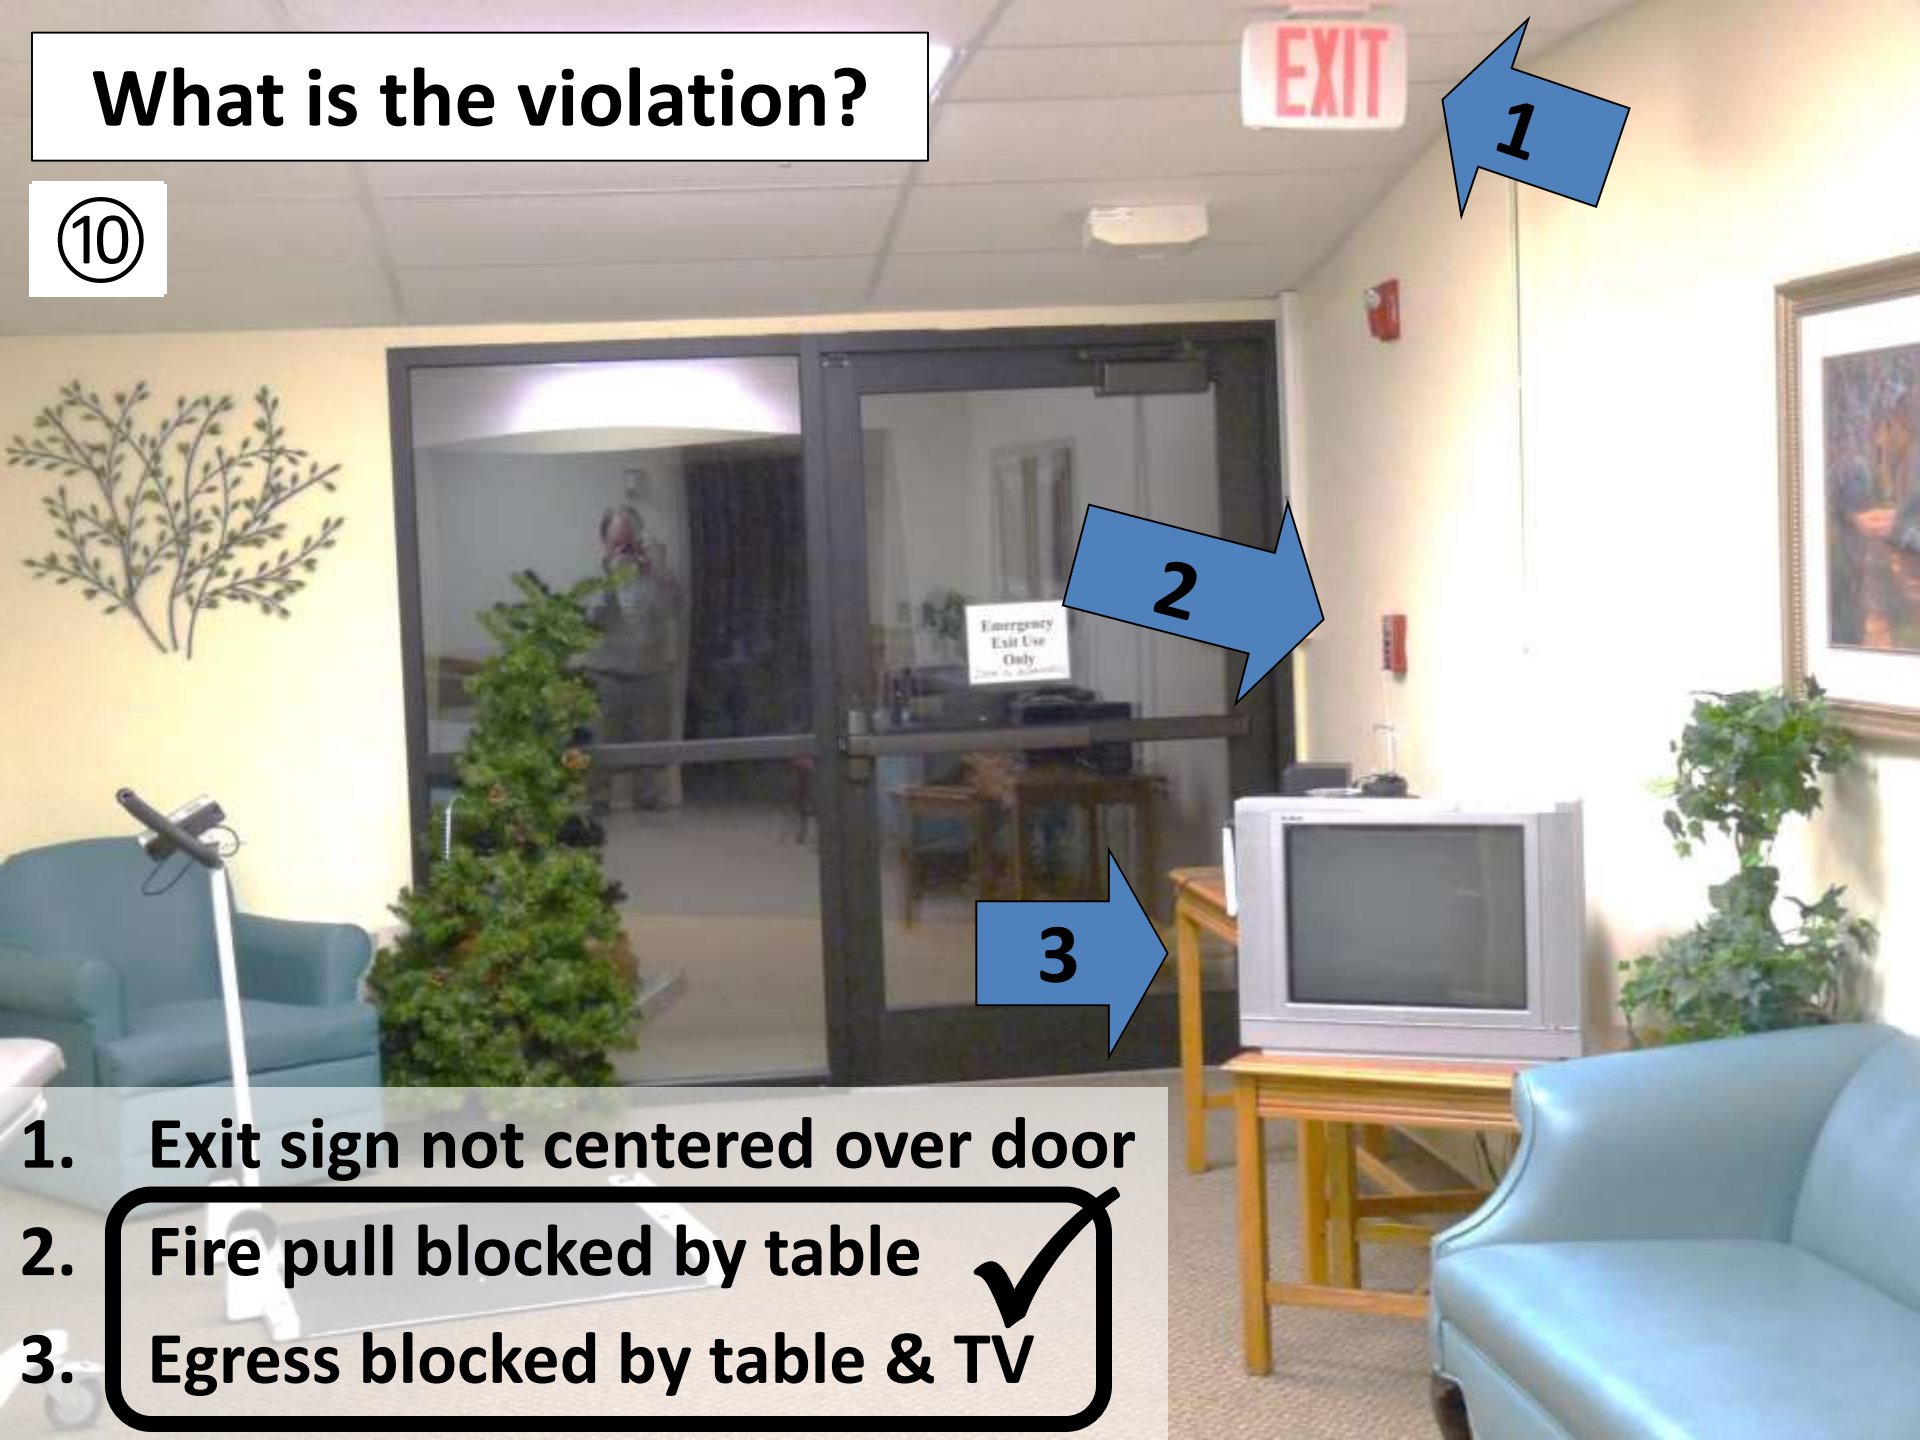 What is the violation?
⑩
EXIT
1
2
Emergency
Exit Use
Only
3
1. Exit sign not centered over door
2. Fire pull blocked by table
3. Egress blocked by table & TV